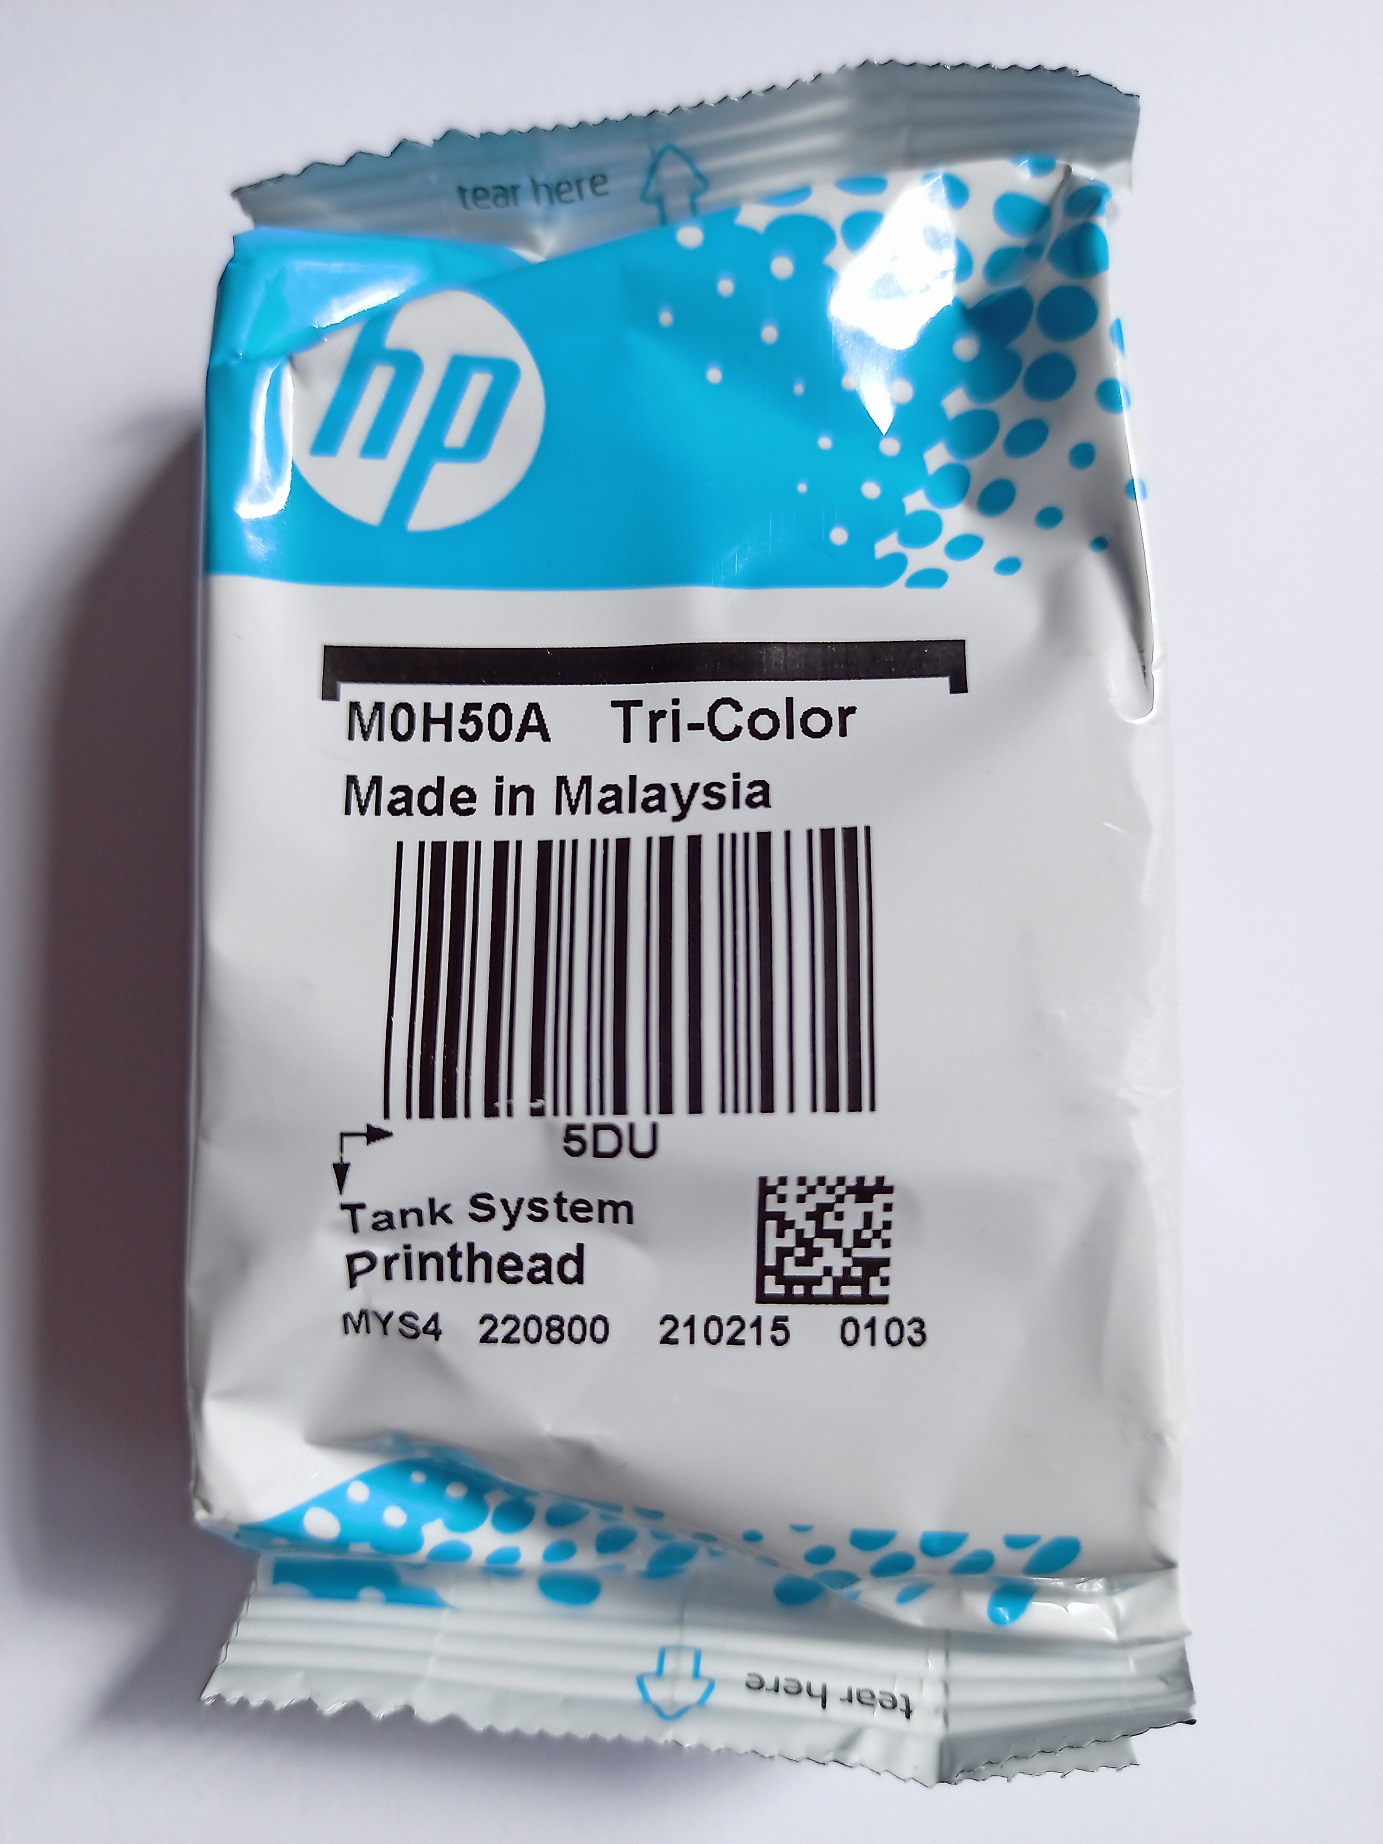 tear here
hp
M0H50A Tri-Color
Made in Malaysia
5DU
Tank System
Printhead
MYS4 220800 210215 0103
tear here